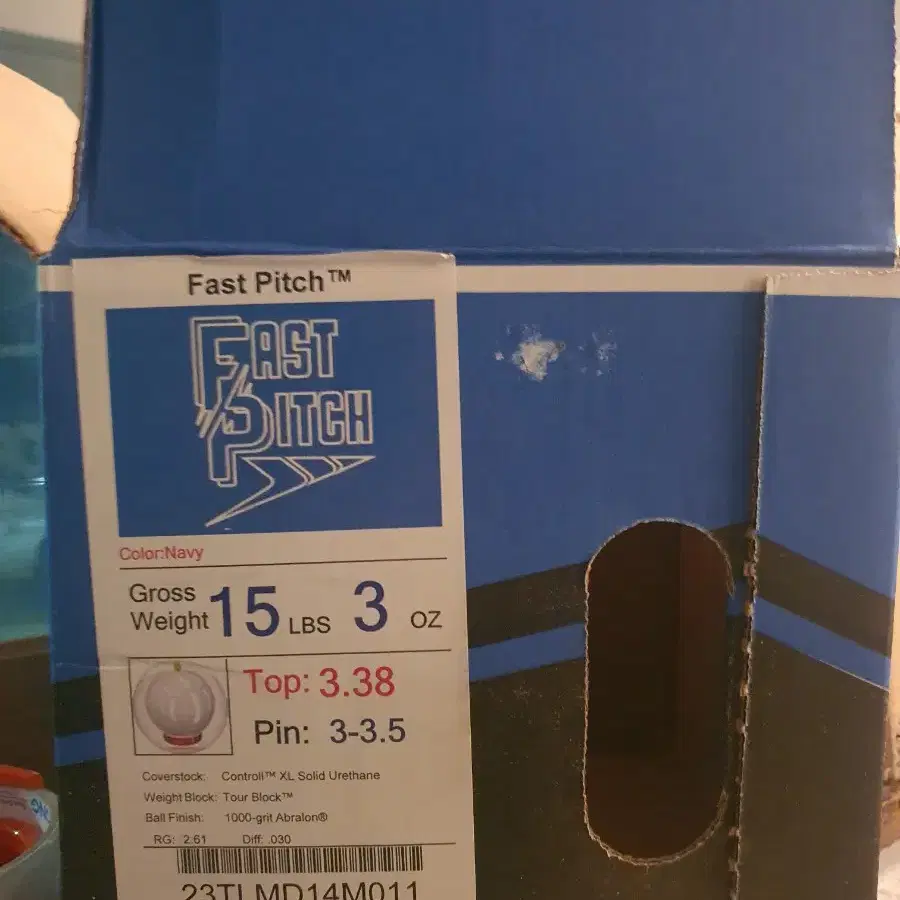 Fast Pitch™
FAST
PITCH
Color:Navy
Gross Weight 15 LBS 3 OZ
Top: 3.38
Pin: 3-3.5
Coverstock: Controll™ XL Solid Urethane
Weight Block: Tour Block™
Ball Finish: 1000-grit Abralon®
RG: 2.61 Diff: .030
23TLMD14M011